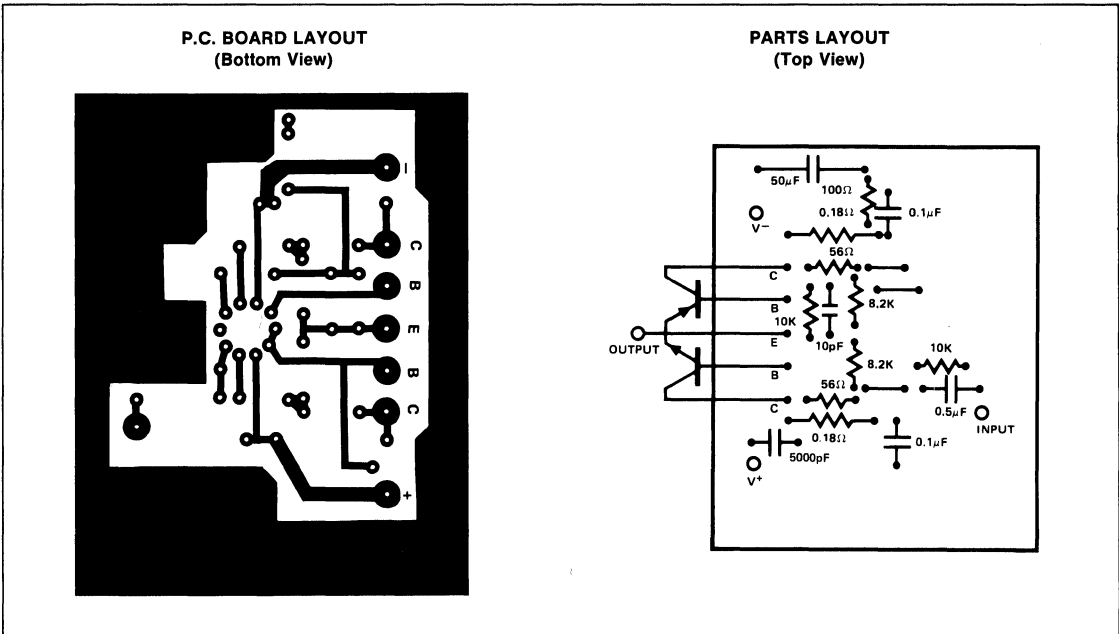 P.C. BOARD LAYOUT
(Bottom View)
−
C
B
E
B
C
+
PARTS LAYOUT
(Top View)
50μF
100Ω
0.18Ω
0.1μF
V−
56Ω
C
B
8.2K
10K
10pF
E
OUTPUT
B
8.2K
10K
56Ω
C
0.5μF
INPUT
0.18Ω
0.1μF
5000pF
V+